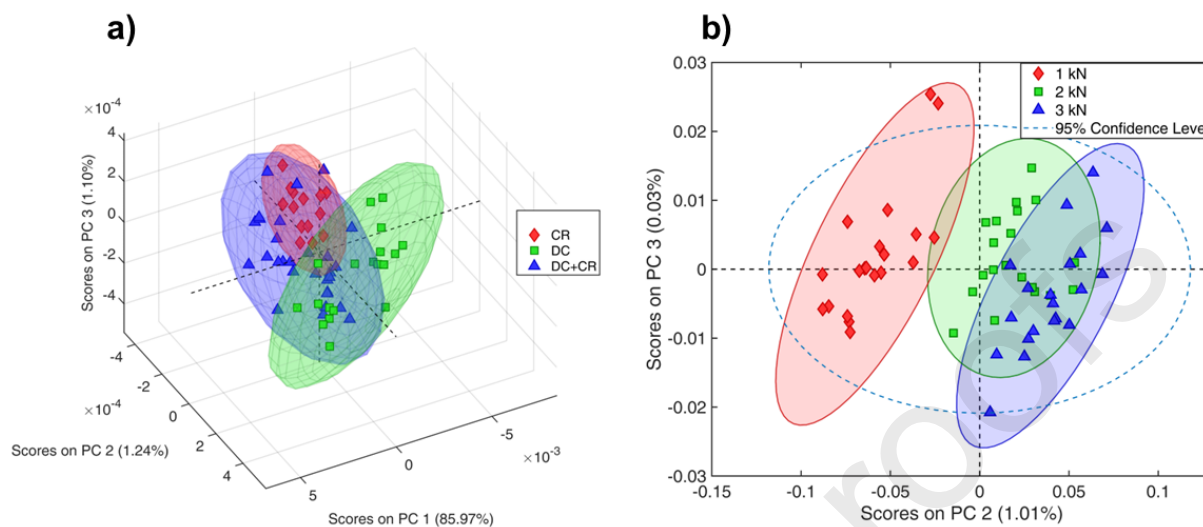 a)
×10⁻⁴
4
2
0
-2
-4
Scores on PC 3 (1.10%)
-4
-2
0
2
4
×10⁻⁴
Scores on PC 2 (1.24%)
5
0
-5
×10⁻³
Scores on PC 1 (85.97%)
CR
DC
DC+CR
b)
0.03
0.02
0.01
0
-0.01
-0.02
-0.03
Scores on PC 3 (0.03%)
-0.15
-0.1
-0.05
0
0.05
0.1
Scores on PC 2 (1.01%)
1 kN
2 kN
3 kN
95% Confidence Level
roofs